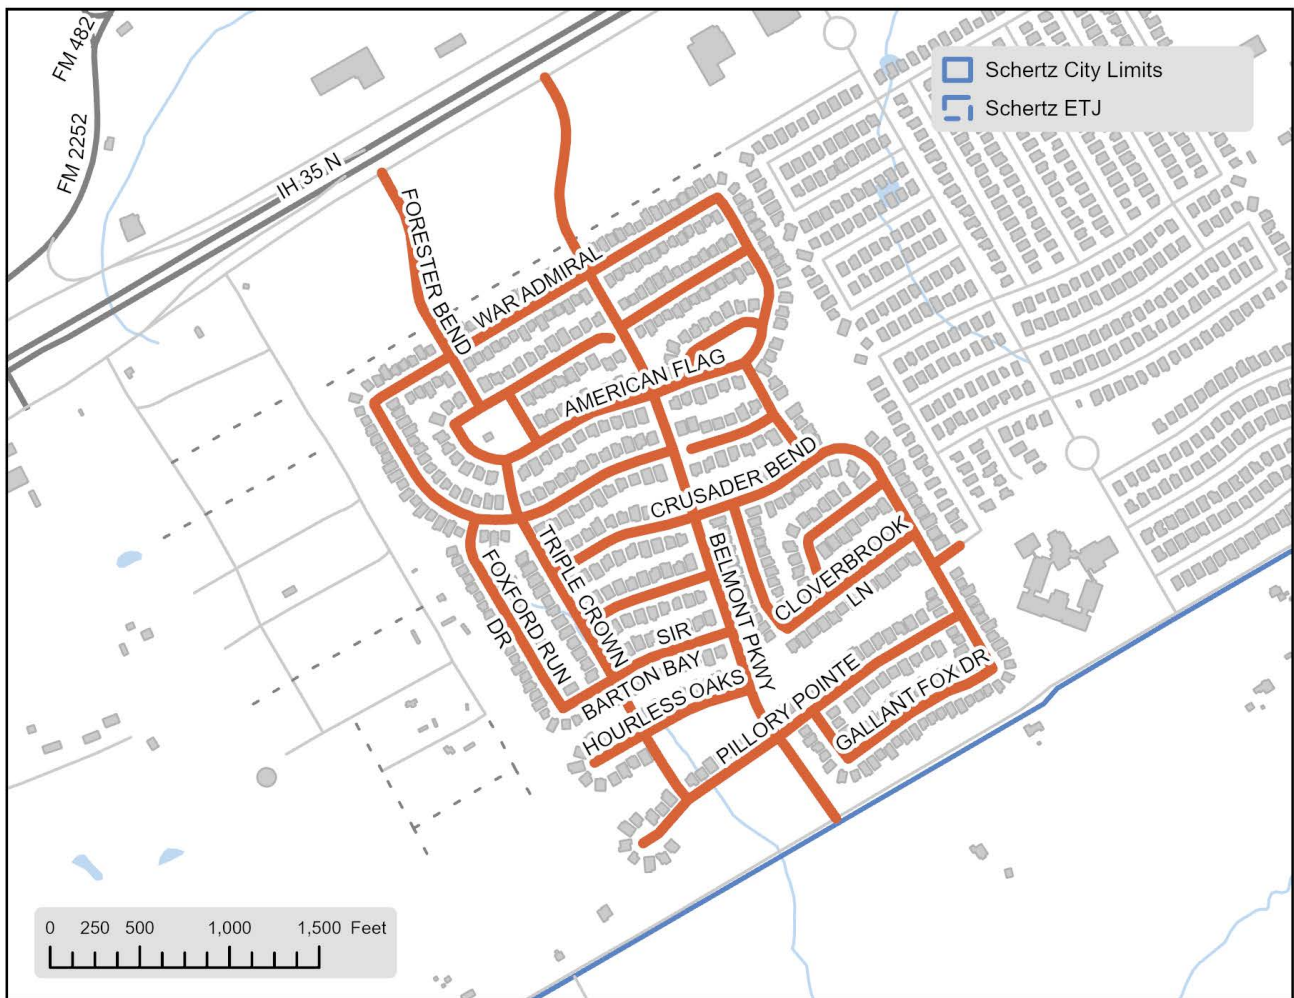 FM 482
FM 2252
IH 35 N
Schertz City Limits
Schertz ETJ
FORESTER BEND
WAR ADMIRAL
AMERICAN FLAG
CRUSADER BEND
TRIPLE CROWN
FOXFORD RUN
DR
BELMONT PKWY
CLOVERBROOK
LN
SIR
BARTON BAY
HOURLESS OAKS
PILLORY POINTE
GALLANT FOX DR
0 250 500 1,000 1,500 Feet